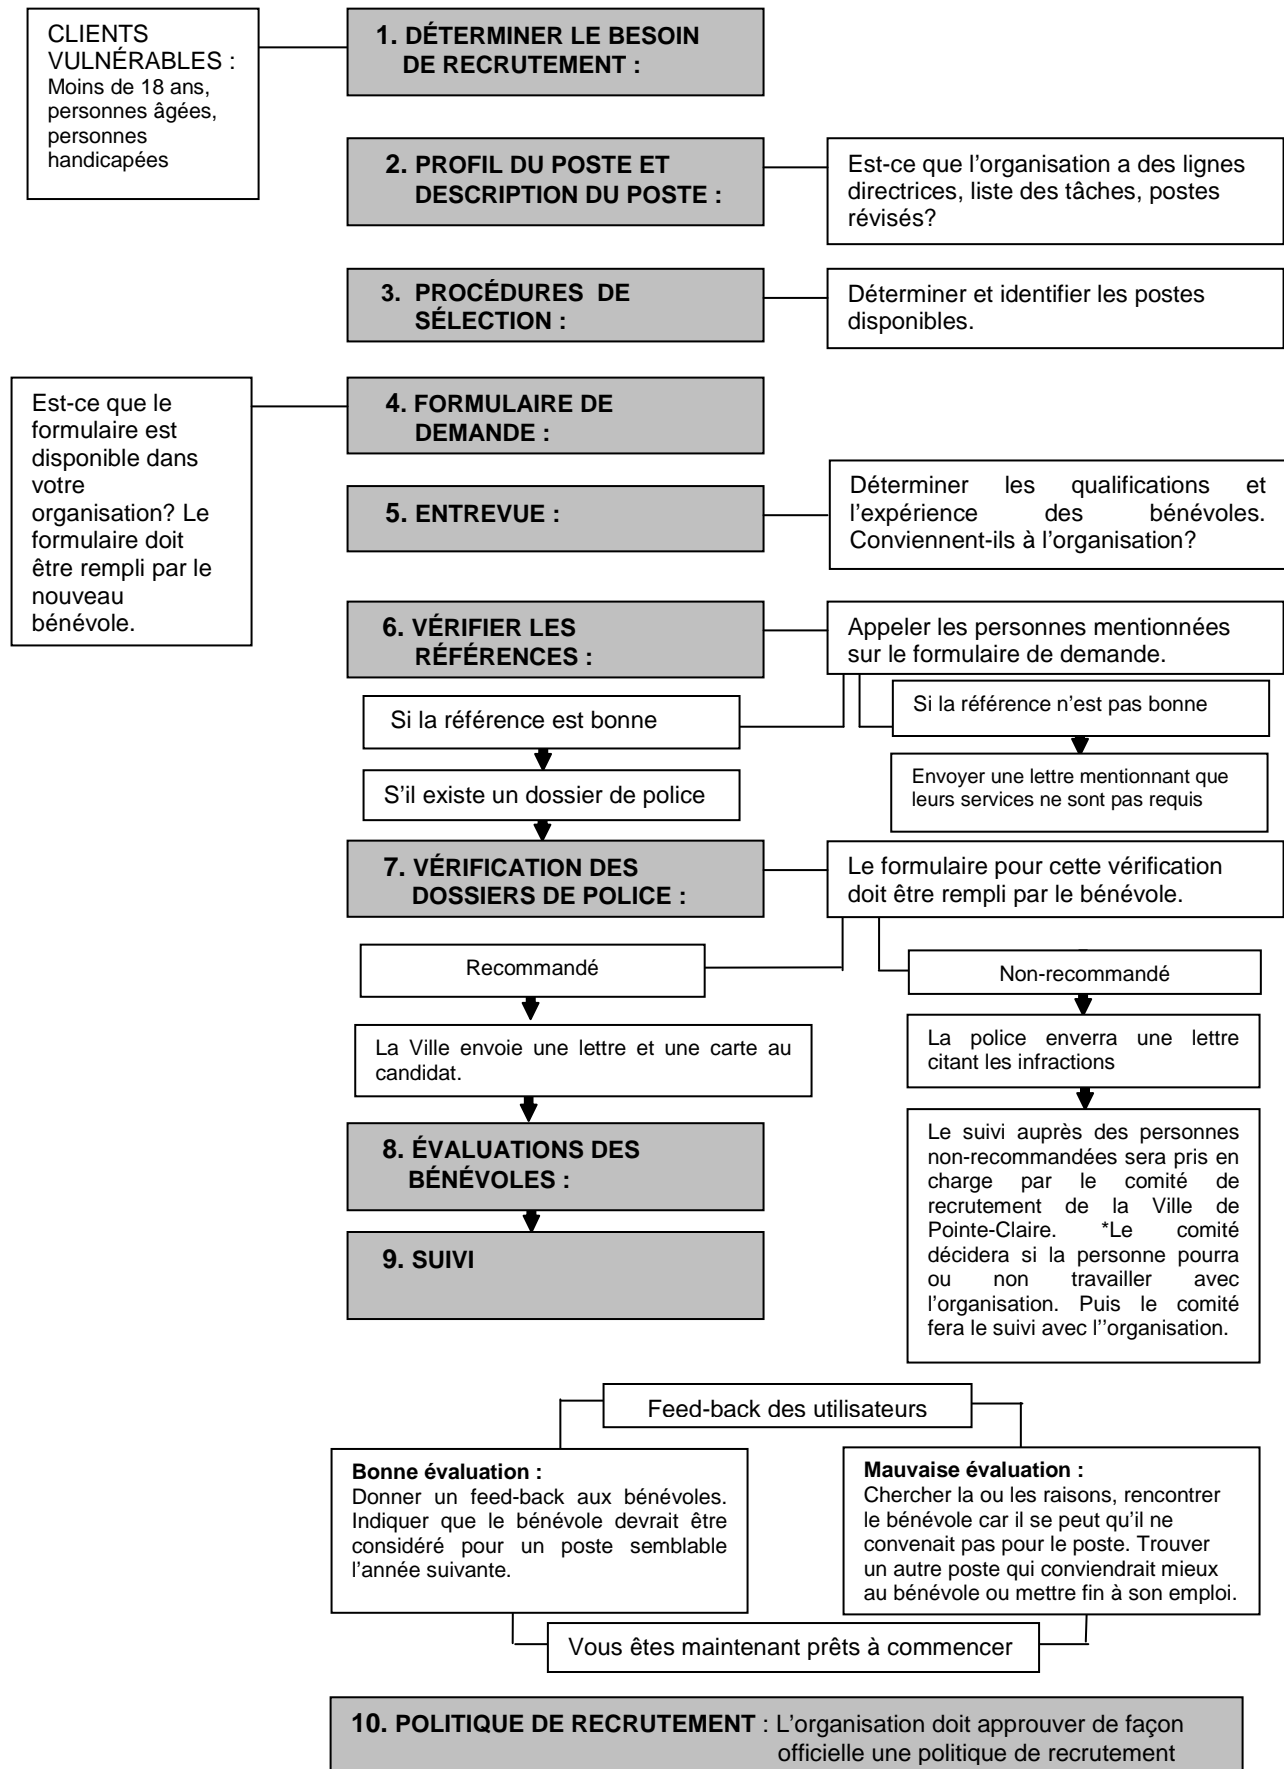 CLIENTS
VULNÉRABLES :
Moins de 18 ans,
personnes âgées,
personnes
handicapées
1. DÉTERMINER LE BESOIN
DE RECRUTEMENT :
2. PROFIL DU POSTE ET
DESCRIPTION DU POSTE :
Est-ce que l’organisation a des lignes
directrices, liste des tâches, postes
révisés?
3. PROCÉDURES DE
SÉLECTION :
Déterminer et identifier les postes
disponibles.
Est-ce que le
formulaire est
disponible dans
votre
organisation? Le
formulaire doit
être rempli par le
nouveau
bénévole.
4. FORMULAIRE DE
DEMANDE :
5. ENTREVUE :
Déterminer les qualifications et
l’expérience des bénévoles.
Conviennent-ils à l’organisation?
6. VÉRIFIER LES
RÉFÉRENCES :
Appeler les personnes mentionnées
sur le formulaire de demande.
Si la référence est bonne
Si la référence n’est pas bonne
S’il existe un dossier de police
Envoyer une lettre mentionnant que
leurs services ne sont pas requis
7. VÉRIFICATION DES
DOSSIERS DE POLICE :
Le formulaire pour cette vérification
doit être rempli par le bénévole.
Recommandé
Non-recommandé
La Ville envoie une lettre et une carte au
candidat.
La police enverra une lettre
citant les infractions
8. ÉVALUATIONS DES
BÉNÉVOLES :
9. SUIVI
Le suivi auprès des personnes
non-recommandées sera pris en
charge par le comité de
recrutement de la Ville de
Pointe-Claire. *Le comité
décidera si la personne pourra
ou non travailler avec
l’organisation. Puis le comité
fera le suivi avec l’’organisation.
Feed-back des utilisateurs
Bonne évaluation :
Donner un feed-back aux bénévoles.
Indiquer que le bénévole devrait être
considéré pour un poste semblable
l’année suivante.
Mauvaise évaluation :
Chercher la ou les raisons, rencontrer
le bénévole car il se peut qu’il ne
convenait pas pour le poste. Trouver
un autre poste qui conviendrait mieux
au bénévole ou mettre fin à son emploi.
Vous êtes maintenant prêts à commencer
10. POLITIQUE DE RECRUTEMENT : L’organisation doit approuver de façon
officielle une politique de recrutement